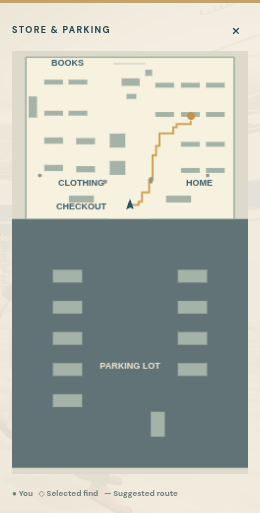 STORE & PARKING ×
BOOKS
CLOTHING
HOME
CHECKOUT
PARKING LOT
● You ◇ Selected find — Suggested route